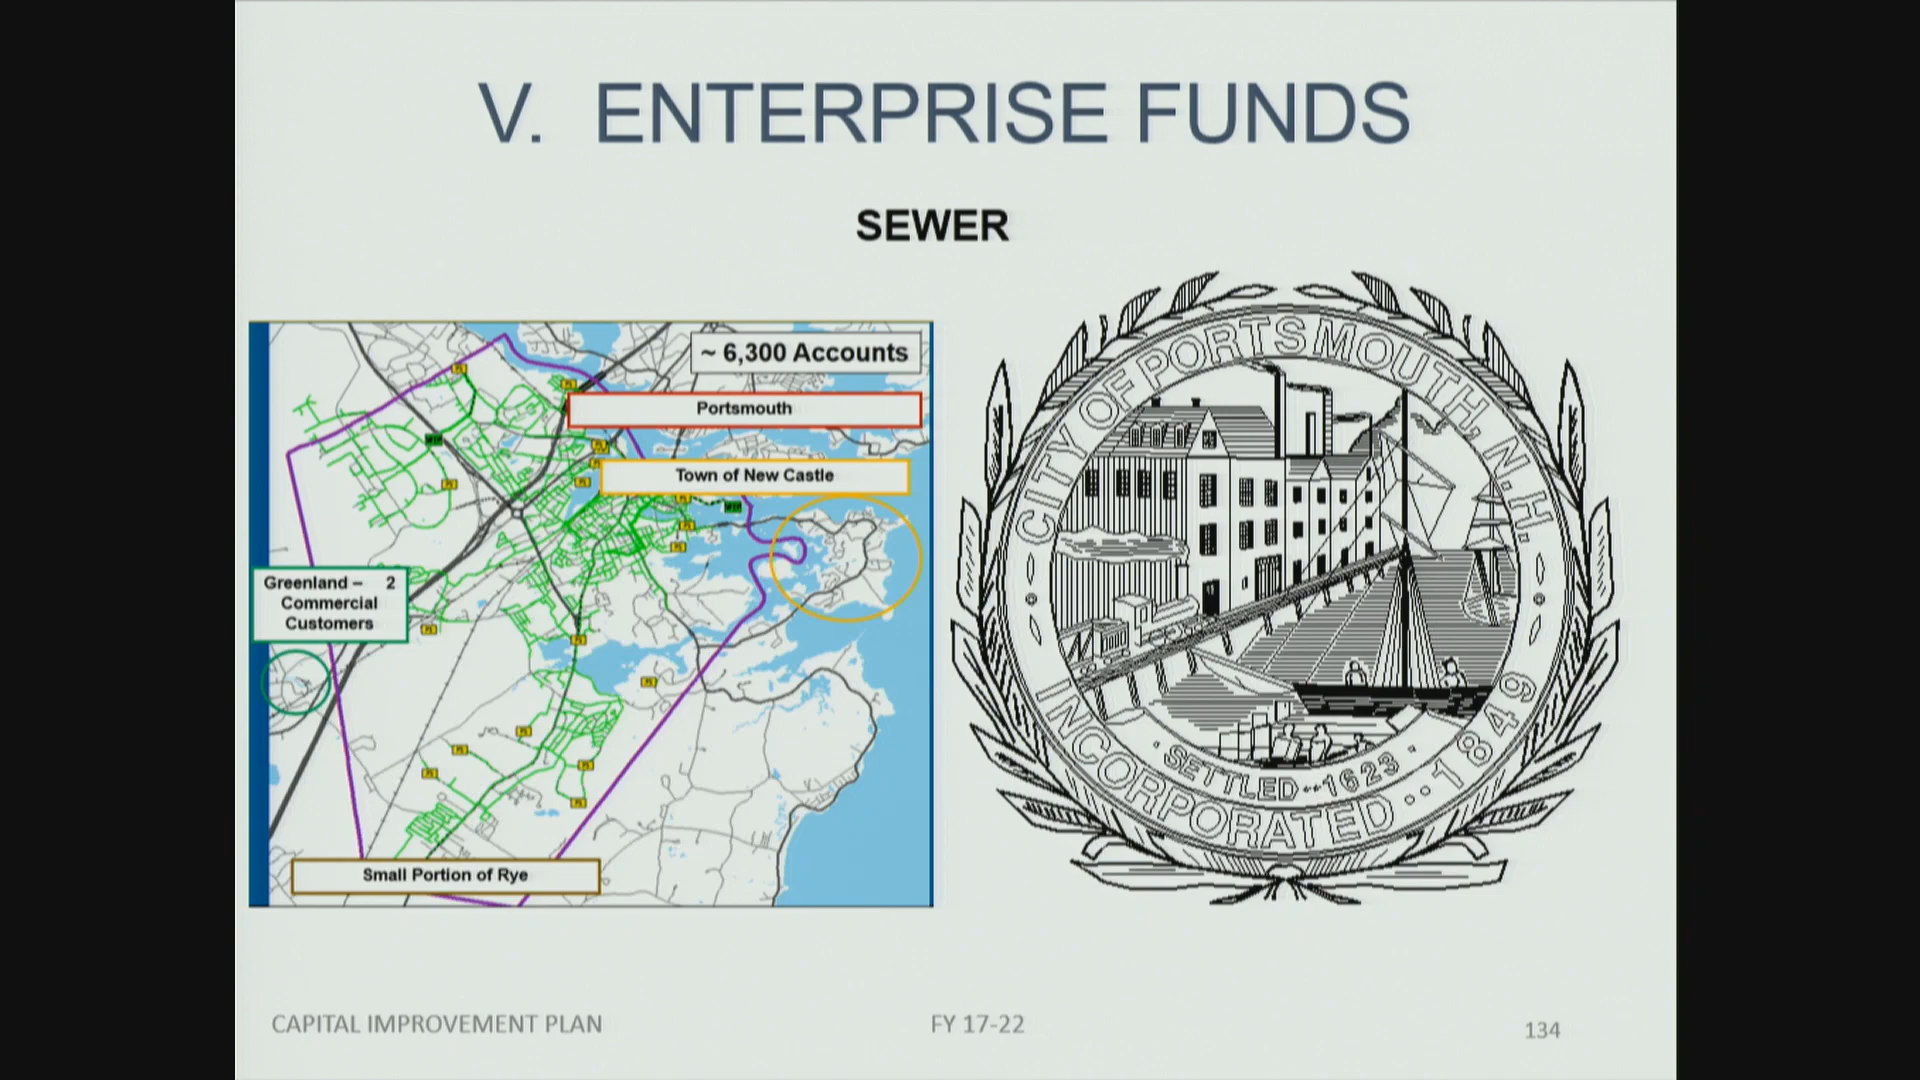 V. ENTERPRISE FUNDS
SEWER
~ 6,300 Accounts
Portsmouth
Town of New Castle
Greenland – 2
Commercial
Customers
Small Portion of Rye
CITY OF PORTSMOUTH, N.H.
SETTLED--1623
INCORPORATED--1849
CAPITAL IMPROVEMENT PLAN
FY 17-22
134